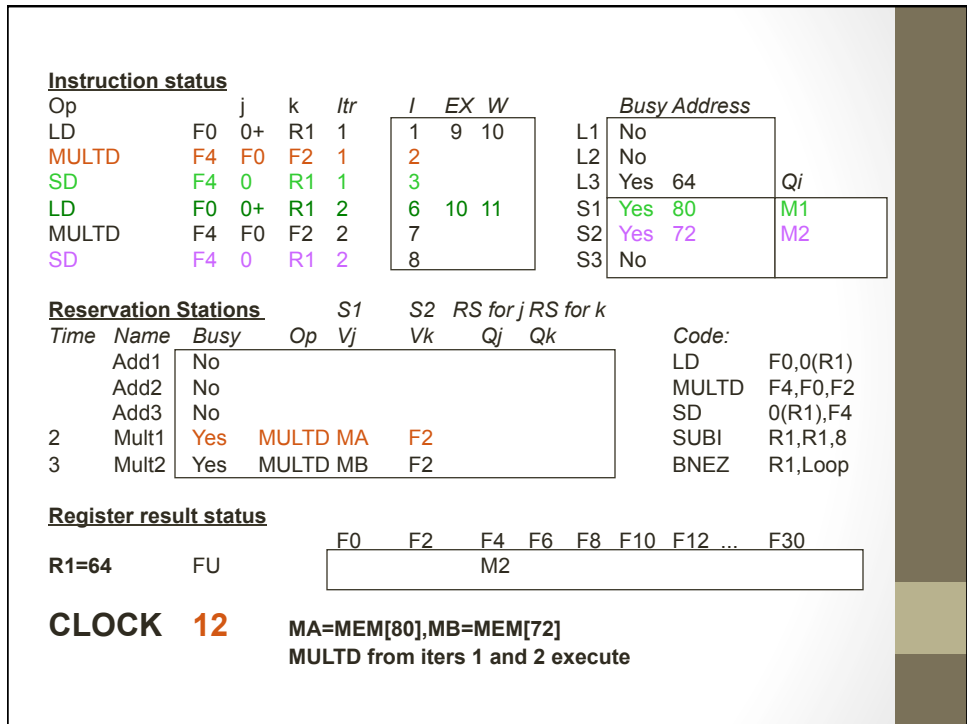 Instruction status
Op j k Itr I EX W Busy Address
LD F0 0+ R1 1 1 9 10 L1 No
MULTD F4 F0 F2 1 2 L2 No
SD F4 0 R1 1 3 L3 Yes 64 Qi
LD F0 0+ R1 2 6 10 11 S1 Yes 80 M1
MULTD F4 F0 F2 2 7 S2 Yes 72 M2
SD F4 0 R1 2 8 S3 No
Reservation Stations S1 S2 RS for j RS for k
Time Name Busy Op Vj Vk Qj Qk Code:
Add1 No LD F0,0(R1)
Add2 No MULTD F4,F0,F2
Add3 No SD 0(R1),F4
2 Mult1 Yes MULTD MA F2 SUBI R1,R1,8
3 Mult2 Yes MULTD MB F2 BNEZ R1,Loop
Register result status
F0 F2 F4 F6 F8 F10 F12 ... F30
R1=64 FU M2
CLOCK 12 MA=MEM[80],MB=MEM[72]
MULTD from iters 1 and 2 execute